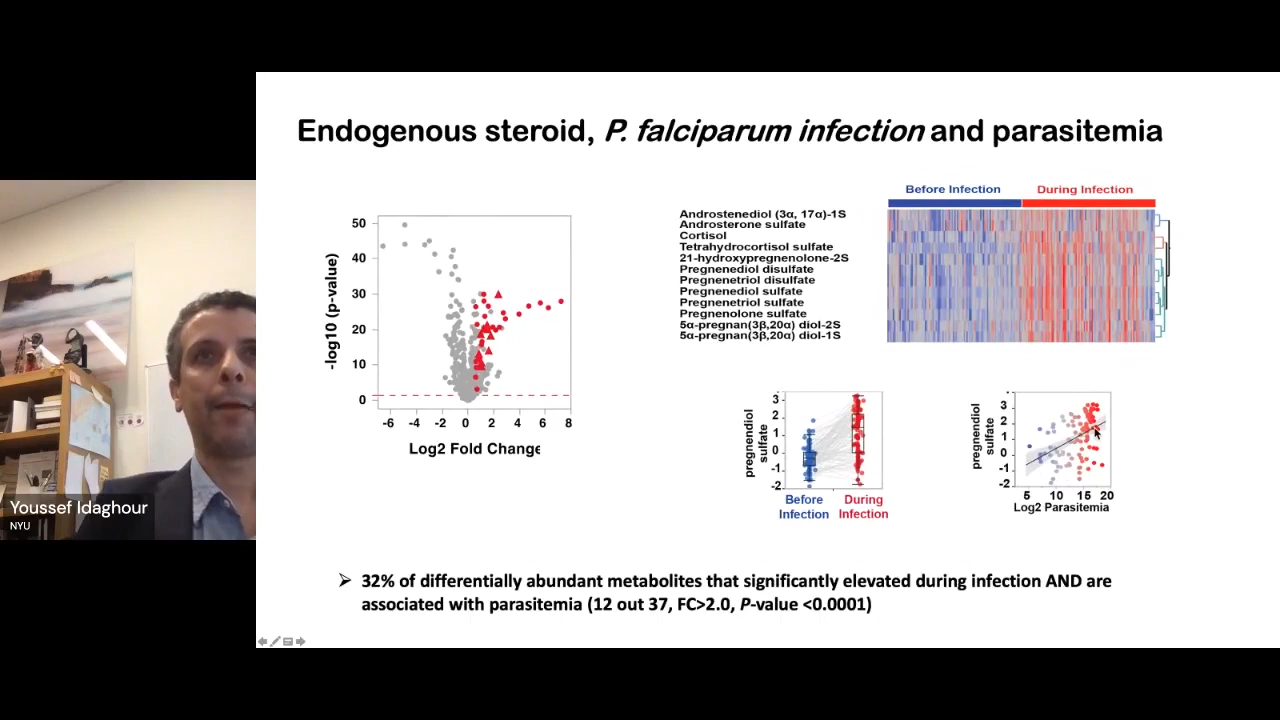 Endogenous steroid, P. falciparum infection and parasitemia
50
40
30
20
10
0
-log10 (p-value)
-6 -4 -2 0 2 4 6 8
Log2 Fold Change
Before Infection During Infection
Androstenediol (3α, 17α)-1S
Androsterone sulfate
Cortisol
Tetrahydrocortisol sulfate
21-hydroxypregnenolone-2S
Pregnenediol disulfate
Pregnenetriol disulfate
Pregnenediol sulfate
Pregnenetriol sulfate
Pregnenolone sulfate
5α-pregnan(3β,20α) diol-2S
5α-pregnan(3β,20α) diol-1S
pregnendiol
sulfate
3
2
1
0
-1
-2
Before
Infection
During
Infection
pregnendiol
sulfate
3
2
1
0
-1
-2
5 10 15 20
Log2 Parasitemia
Youssef Idaghour
NYU
➢ 32% of differentially abundant metabolites that significantly elevated during infection AND are
associated with parasitemia (12 out 37, FC>2.0, P-value <0.0001)